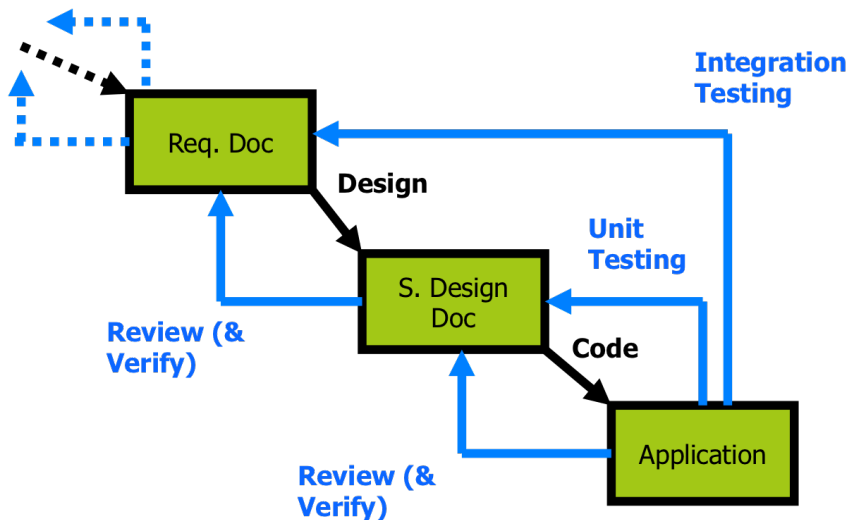 Integration
Testing
Req. Doc
Design
Unit
Testing
S. Design
Doc
Review (&
Verify)
Code
Application
Review (&
Verify)